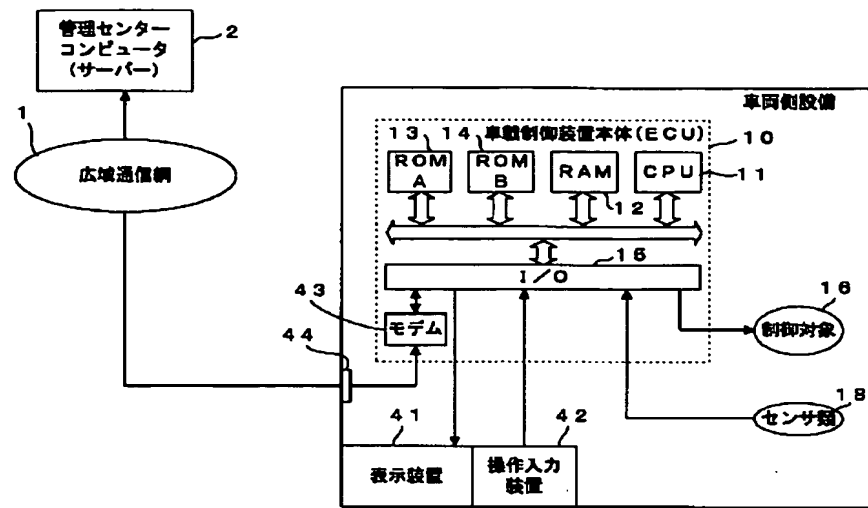 管理センター
コンピュータ
(サーバー)
2
1
広域通信網
車両側設備
車載制御装置本体(ECU)
10
13
ROM
A
14
ROM
B
RAM
12
CPU
11
15
I/O
43
モデム
44
16
制御対象
18
センサ類
41
表示装置
42
操作入力
装置